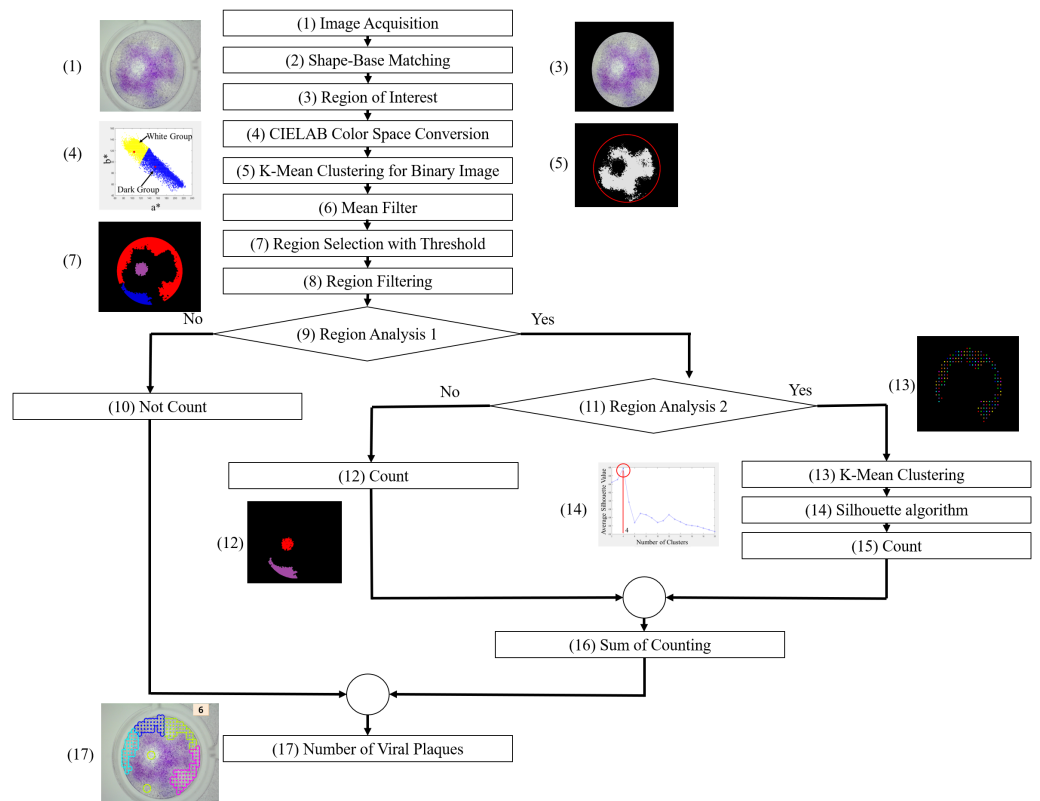 (1) Image Acquisition
(2) Shape-Base Matching
(3) Region of Interest
(4) CIELAB Color Space Conversion
(5) K-Mean Clustering for Binary Image
(6) Mean Filter
(7) Region Selection with Threshold
(8) Region Filtering
(1)
(3)
(4)
White Group
Dark Group
b*
a*
(5)
(7)
No
(9) Region Analysis 1
Yes
(10) Not Count
No
(11) Region Analysis 2
Yes
(13)
(12) Count
(13) K-Mean Clustering
(14)
Average Silhouette Value
4
Number of Clusters
(14) Silhouette algorithm
(15) Count
(12)
(16) Sum of Counting
(17)
6
(17) Number of Viral Plaques